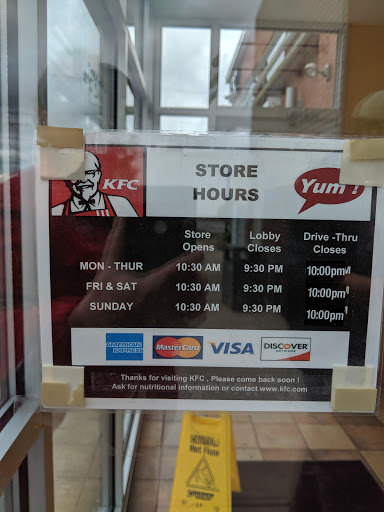 KFC
STORE
HOURS
Yum!
Store Opens
Lobby Closes
Drive -Thru Closes
MON - THUR 10:30 AM 9:30 PM 10:00pm
FRI & SAT 10:30 AM 9:30 PM 10:00pm
SUNDAY 10:30 AM 9:30 PM 10:00pm
AMERICAN EXPRESS
MasterCard
VISA
DISCOVER
Thanks for visiting KFC , Please come back soon !
Ask for nutritional information or contact www.kfc.com
Wet Floor